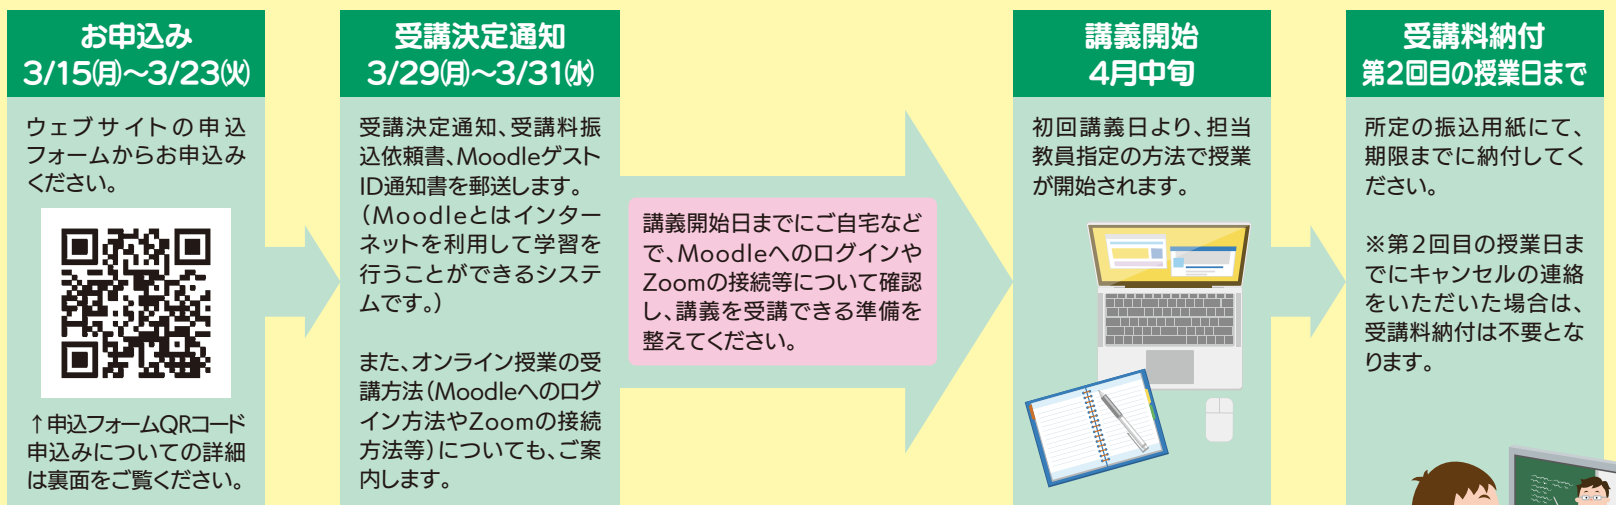 お申込み
3/15㈪〜3/23㈫
ウェブサイトの申込
フォームからお申込み
ください。
↑申込フォームQRコード
申込みについての詳細
は裏面をご覧ください。
受講決定通知
3/29㈪〜3/31㈬
受講決定通知、受講料振
込依頼書、Moodleゲスト
ID通知書を郵送します。
（Moodleとはインター
ネットを利用して学習を
行うことができるシステ
ムです。）
また、オンライン授業の受
講方法（Moodleへのログ
イン方法やZoomの接続
方法等）についても、ご案
内します。
講義開始日までにご自宅など
で、Moodleへのログインや
Zoomの接続等について確認
し、講義を受講できる準備を
整えてください。
講義開始
4月中旬
初回講義日より、担当
教員指定の方法で授業
が開始されます。
受講料納付
第2回目の授業日まで
所定の振込用紙にて、
期限までに納付してく
ださい。
※第2回目の授業日ま
でにキャンセルの連絡
をいただいた場合は、
受講料納付は不要とな
ります。